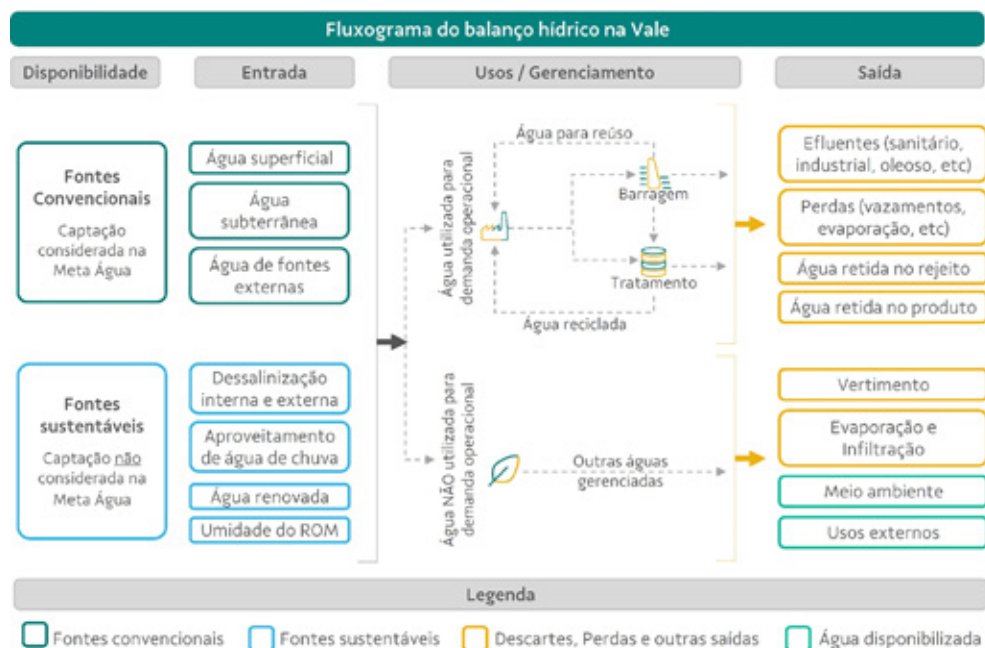 Fluxograma do balanço hídrico na Vale
Disponibilidade
Entrada
Usos / Gerenciamento
Saída
Fontes
Convencionais
Captação
considerada na
Meta Água
Água superficial
Água
subterrânea
Água de fontes
externas
Fontes
sustentáveis
Captação não
considerada na
Meta Água
Dessalinização
interna e externa
Aproveitamento
de água de chuva
Água renovada
Umidade do ROM
Água utilizada para
demanda operacional
Água para reúso
Barragem
Tratamento
Água reciclada
Água NÃO utilizada para
demanda operacional
Outras águas
gerenciadas
Efluentes (sanitário,
industrial, oleoso, etc)
Perdas (vazamentos,
evaporação, etc)
Água retida no rejeito
Água retida no produto
Vertimento
Evaporação e
Infiltração
Meio ambiente
Usos externos
Legenda
Fontes convencionais
Fontes sustentáveis
Descartes, Perdas e outras saídas
Água disponibilizada